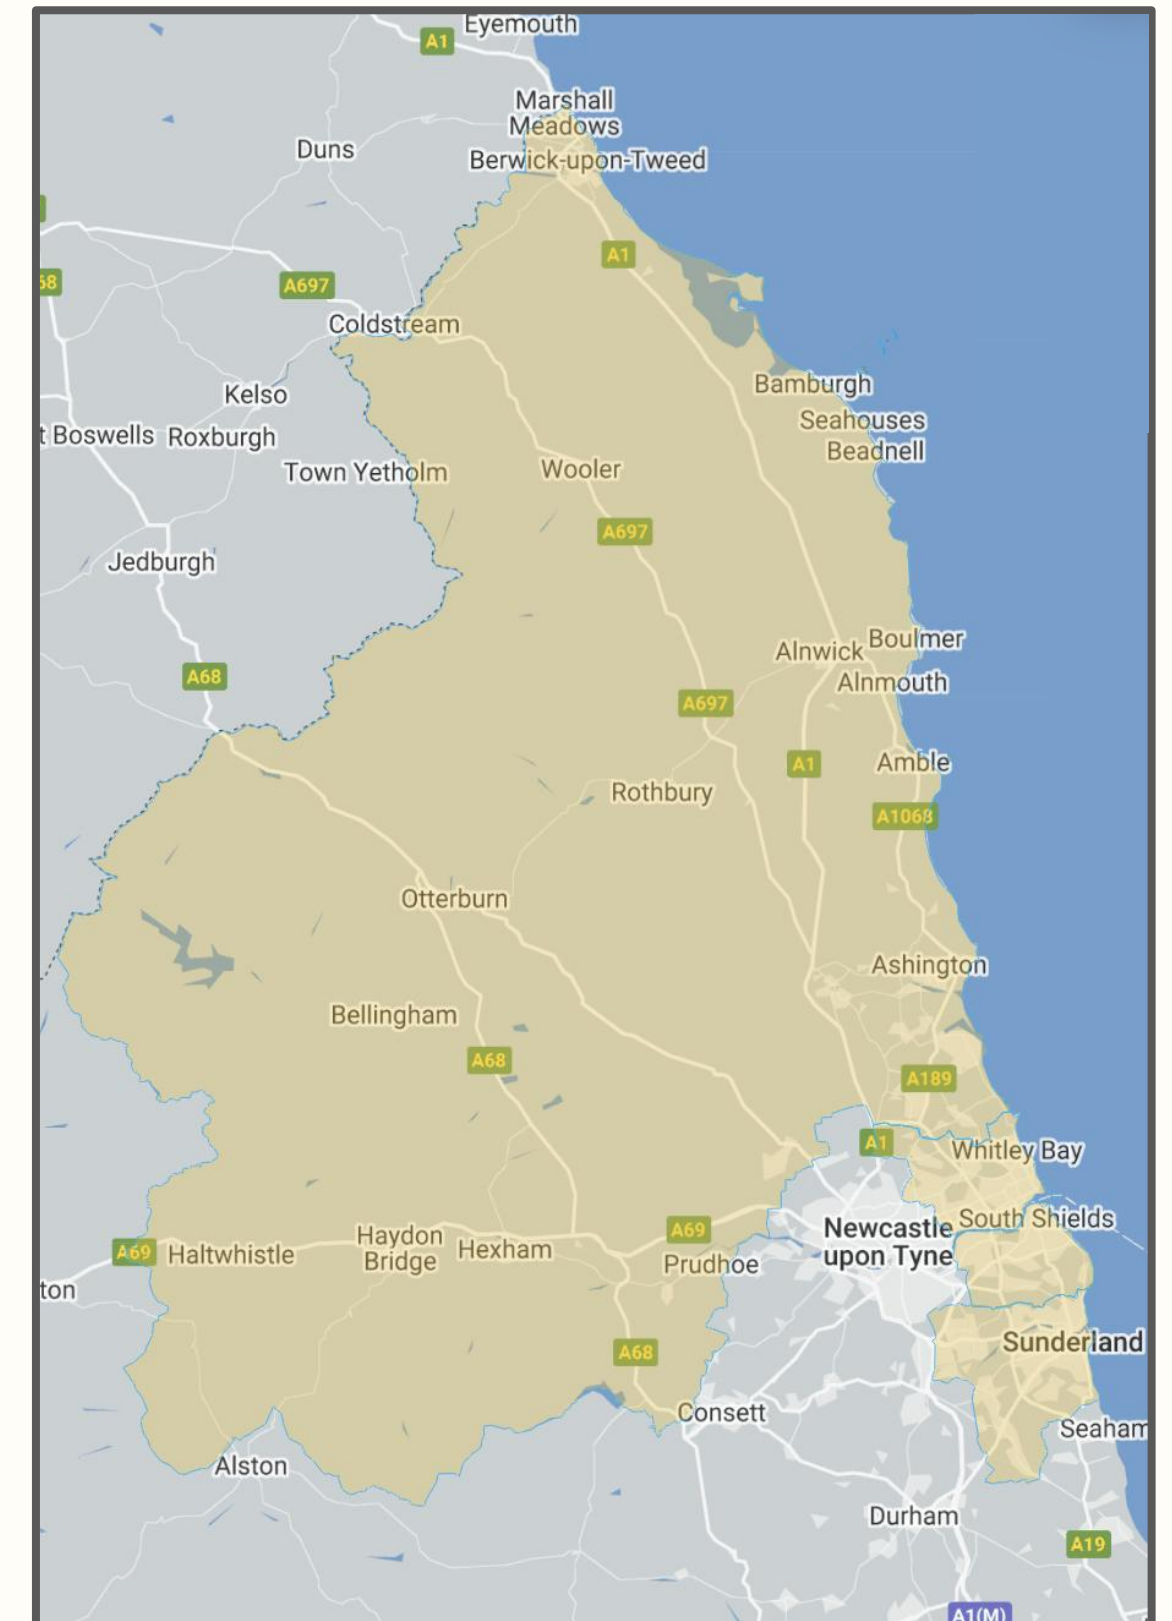 Eyemouth
A1
Marshall
Meadows
Duns
Berwick-upon-Tweed
A1
68
A697
Coldstream
Bamburgh
Kelso
Seahouses
t Boswells
Roxburgh
Beadnell
Town Yetholm
Wooler
A697
Jedburgh
Boulmer
Alnwick
A68
Alnmouth
A697
A1
Amble
Rothbury
A1068
Otterburn
Ashington
Bellingham
A68
A189
A1
Whitley Bay
South Shields
Newcastle
upon Tyne
A69
Haydon
Bridge
A69
Haltwhistle
Hexham
Prudhoe
ton
Sunderland
A68
Consett
Seaham
Alston
Durham
A19
A1(M)